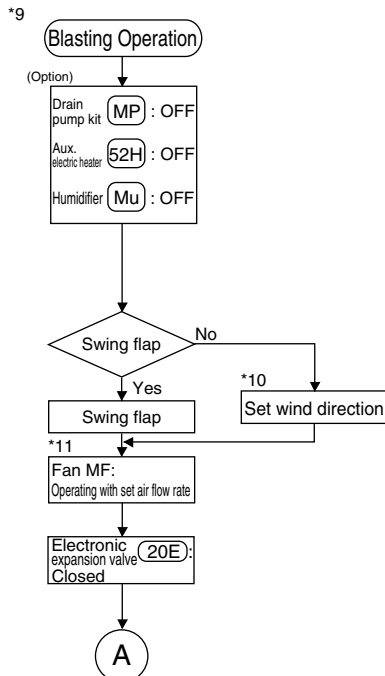 *9
Blasting Operation
(Option)
Drain
pump kit MP : OFF
Aux.
electric heater 52H : OFF
Humidifier Mu : OFF
Swing flap
No
Yes
*10
Swing flap
Set wind direction
*11
Fan MF:
Operating with set air flow rate
Electronic
expansion valve 20E :
Closed
A